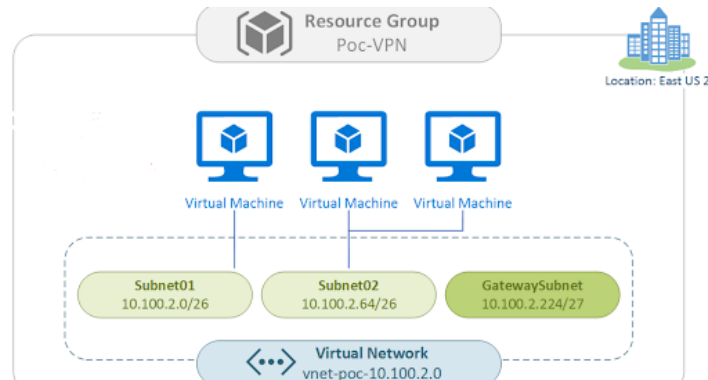 Resource Group
Poc-VPN
Location: East US 2
Virtual Machine
Virtual Machine
Virtual Machine
Subnet01
10.100.2.0/26
Subnet02
10.100.2.64/26
GatewaySubnet
10.100.2.224/27
Virtual Network
vnet-poc-10.100.2.0